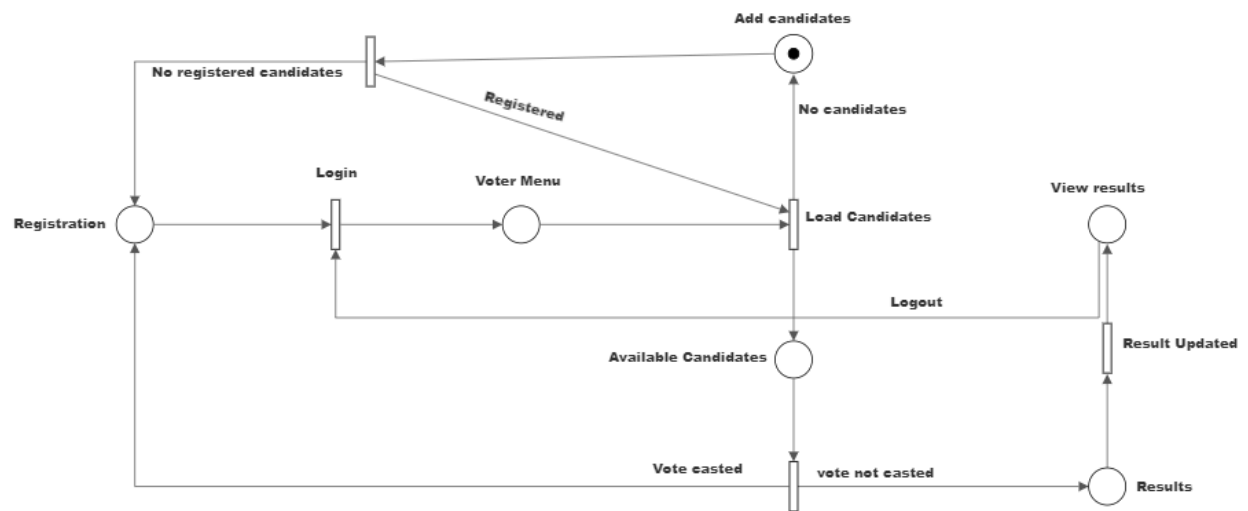 Add candidates
No registered candidates
Registered
No candidates
Login
Voter Menu
View results
Registration
Load Candidates
Logout
Result Updated
Available Candidates
Vote casted
vote not casted
Results